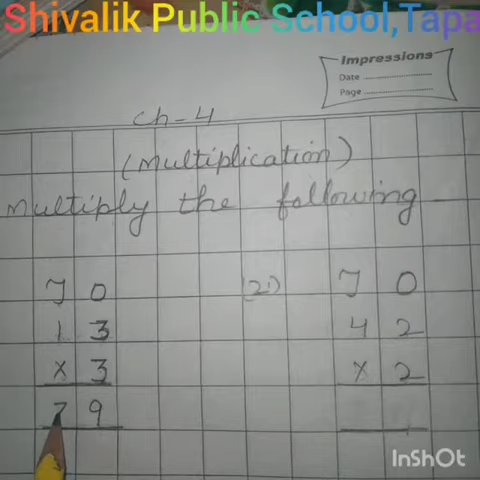 Shivalik Public School,Tapa
Impressions
Date
Page
Ch-4
(Multiplication)
Multiply the following
T O (2) T O
1 3 4 2
x 3 x 2
9
InShOt